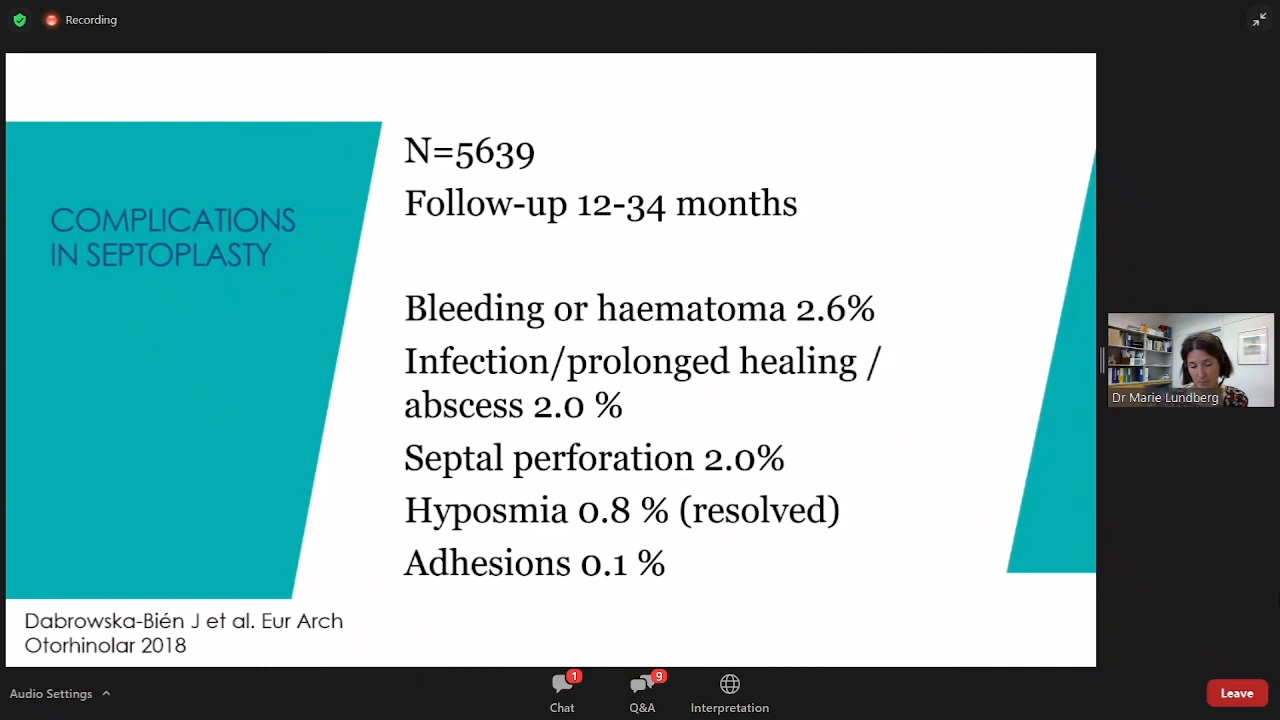 Recording
COMPLICATIONS
IN SEPTOPLASTY
N=5639
Follow-up 12-34 months
Bleeding or haematoma 2.6%
Infection/prolonged healing /
abscess 2.0 %
Septal perforation 2.0%
Hyposmia 0.8 % (resolved)
Adhesions 0.1 %
Dabrowska-Bién J et al. Eur Arch
Otorhinolar 2018
Dr Marie Lundberg
Audio Settings
1
Chat
9
Q&A
Interpretation
Leave